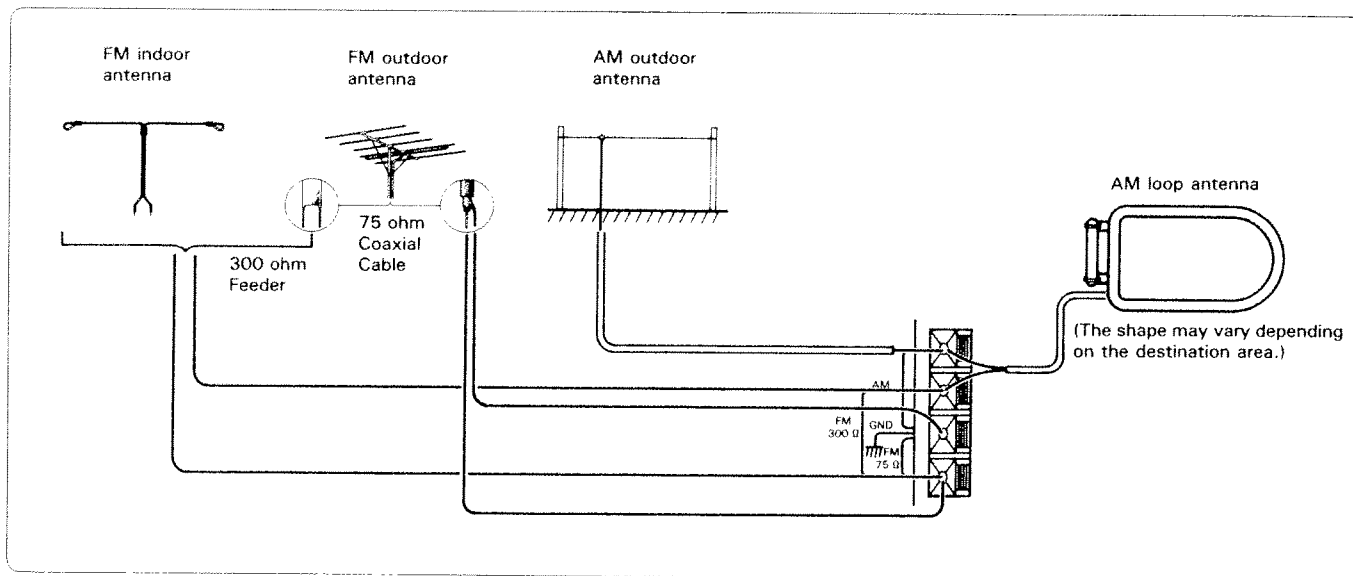 FM indoor
antenna
FM outdoor
antenna
AM outdoor
antenna
300 ohm
Feeder
75 ohm
Coaxial
Cable
AM loop antenna
(The shape may vary depending
on the destination area.)
AM
FM
300 Ω
GND
FM
75 Ω